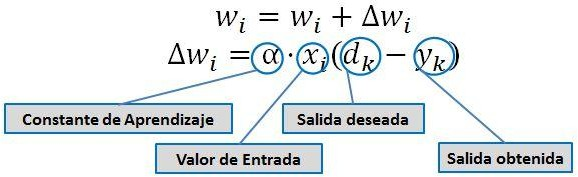 wᵢ = wᵢ + Δwᵢ
Δwᵢ = α · xᵢ(dₖ − yₖ)
Constante de Aprendizaje
Salida deseada
Valor de Entrada
Salida obtenida